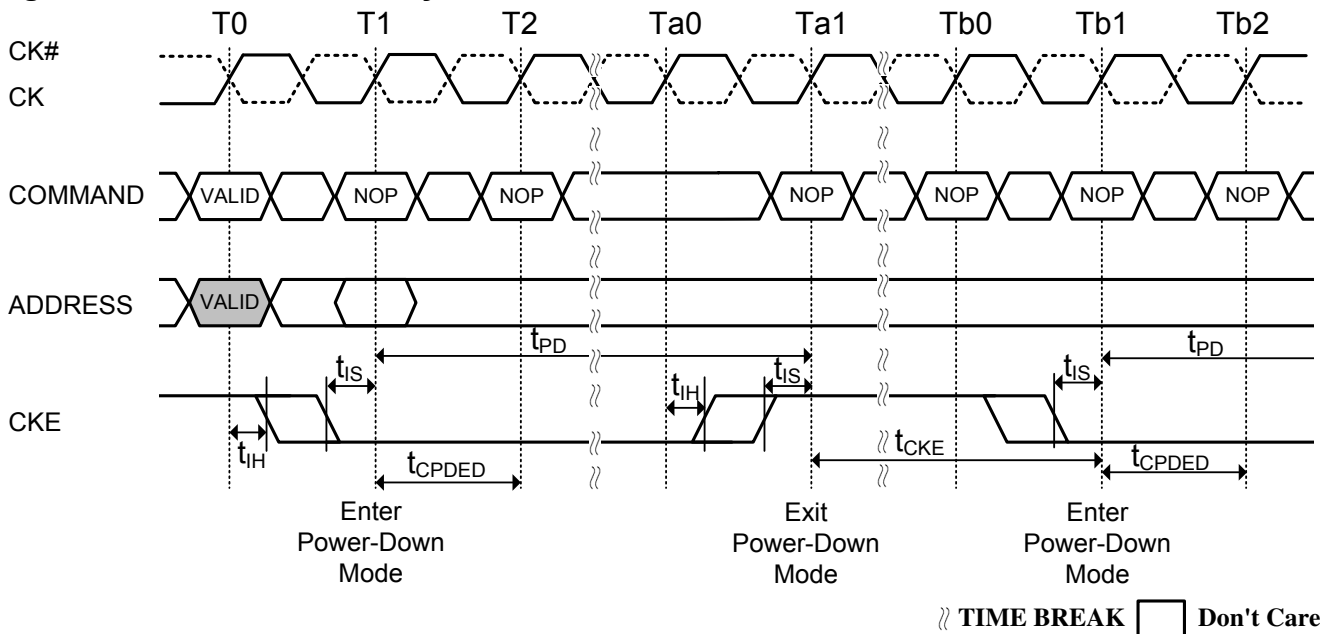 T0 T1 T2 Ta0 Ta1 Tb0 Tb1 Tb2
CK#
CK
COMMAND VALID NOP NOP NOP NOP NOP NOP
ADDRESS VALID
tPD tPD
tIS tIH tIS tIS
CKE
tIH tCPDED tCKE tCPDED
Enter Power-Down Mode
Exit Power-Down Mode
Enter Power-Down Mode
TIME BREAK Don't Care